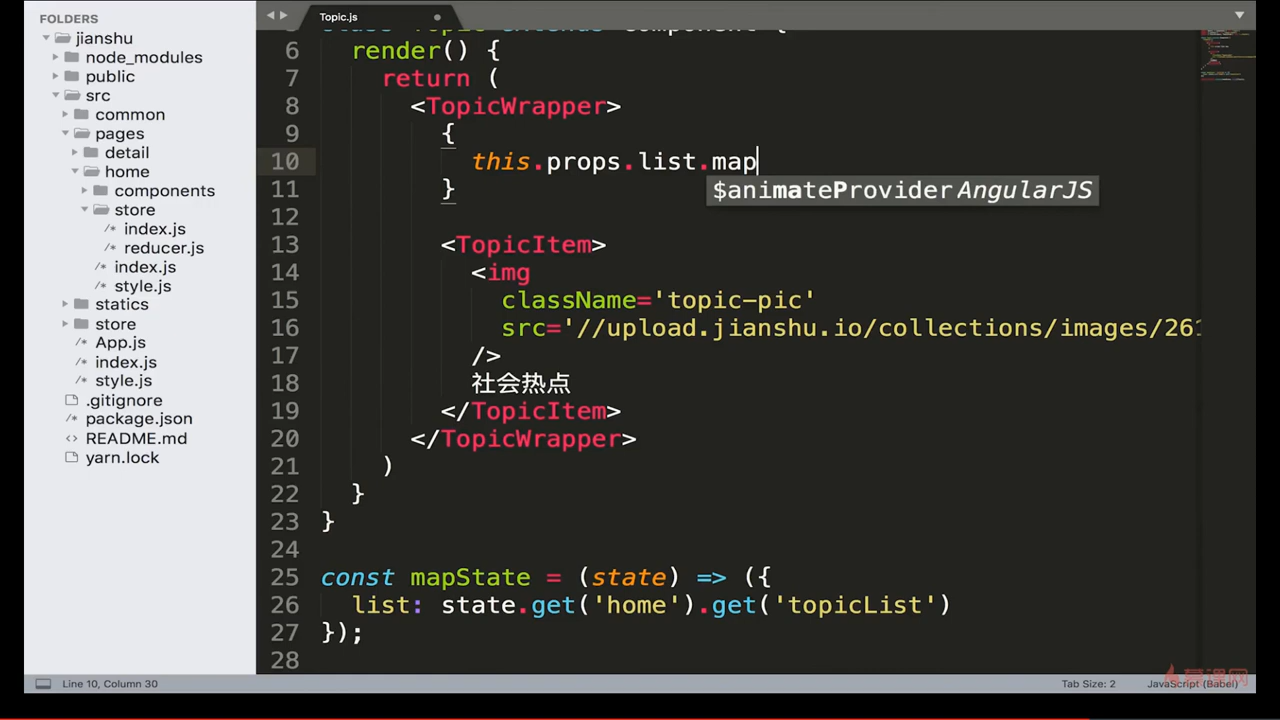 FOLDERS
jianshu
node_modules
public
src
common
pages
detail
home
components
store
index.js
reducer.js
index.js
style.js
statics
store
App.js
index.js
style.js
.gitignore
package.json
README.md
yarn.lock
Topic.js
6 render() {
7 return (
8 <TopicWrapper>
9 {
10 this.props.list.map
$animateProvider AngularJS
11 }
12
13 <TopicItem>
14 <img
15 className='topic-pic'
16 src='//upload.jianshu.io/collections/images/261
17 />
18 社会热点
19 </TopicItem>
20 </TopicWrapper>
21 )
22 }
23 }
24
25 const mapState = (state) => ({
26 list: state.get('home').get('topicList')
27 });
28
Line 10, Column 30
Tab Size: 2
JavaScript (Babel)
慕课网